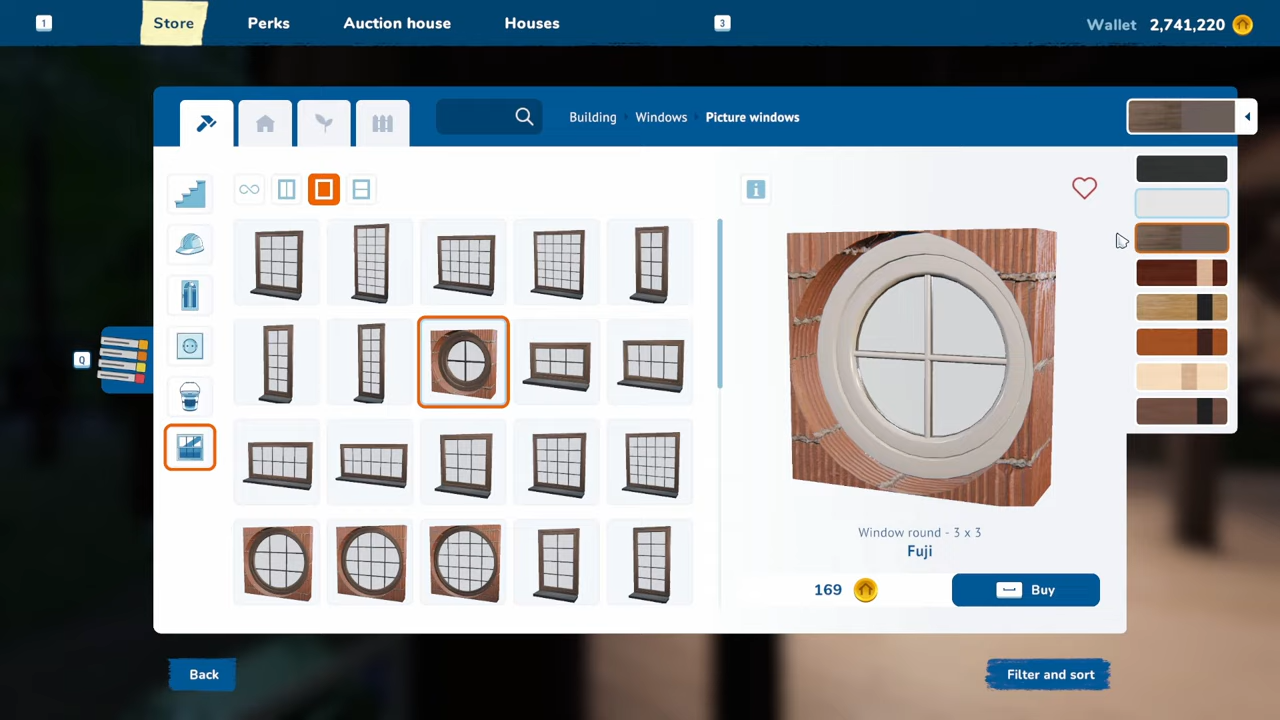 1 Store Perks Auction house Houses 3 Wallet 2,741,220
Building Windows Picture windows
Q
Window round - 3 x 3
Fuji
169 Buy
Back Filter and sort